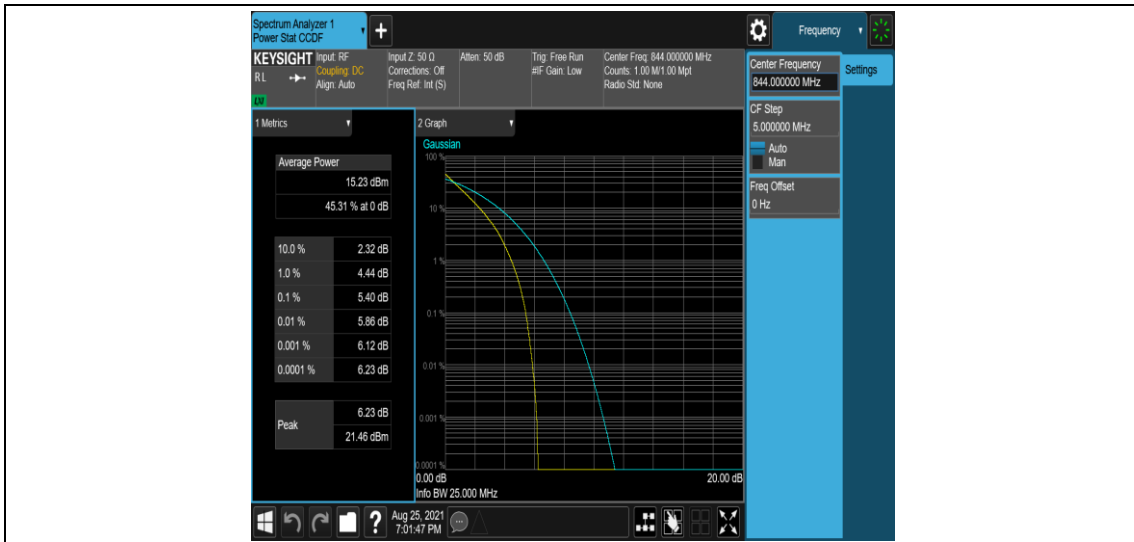 Spectrum Analyzer 1
Power Stat CCDF
+
Frequency
KEYSIGHT
RL
LXI
Input: RF
Coupling: DC
Align: Auto
Input Z: 50 Ω
Corrections: Off
Freq Ref: Int (S)
Atten: 50 dB
Trig: Free Run
#IF Gain: Low
Center Freq: 844.000000 MHz
Counts: 1.00 M/1.00 Mpt
Radio Std: None
Center Frequency
844.000000 MHz
Settings
CF Step
5.000000 MHz
Auto
Man
Freq Offset
0 Hz
1 Metrics
Average Power
15.23 dBm
45.31 % at 0 dB
10.0 % 2.32 dB
1.0 % 4.44 dB
0.1 % 5.40 dB
0.01 % 5.86 dB
0.001 % 6.12 dB
0.0001 % 6.23 dB
Peak
6.23 dB
21.46 dBm
2 Graph
Gaussian
100 %
10 %
1 %
0.1 %
0.01 %
0.001 %
0.0001 %
0.00 dB 20.00 dB
Info BW 25.000 MHz
?
Aug 25, 2021
7:01:47 PM